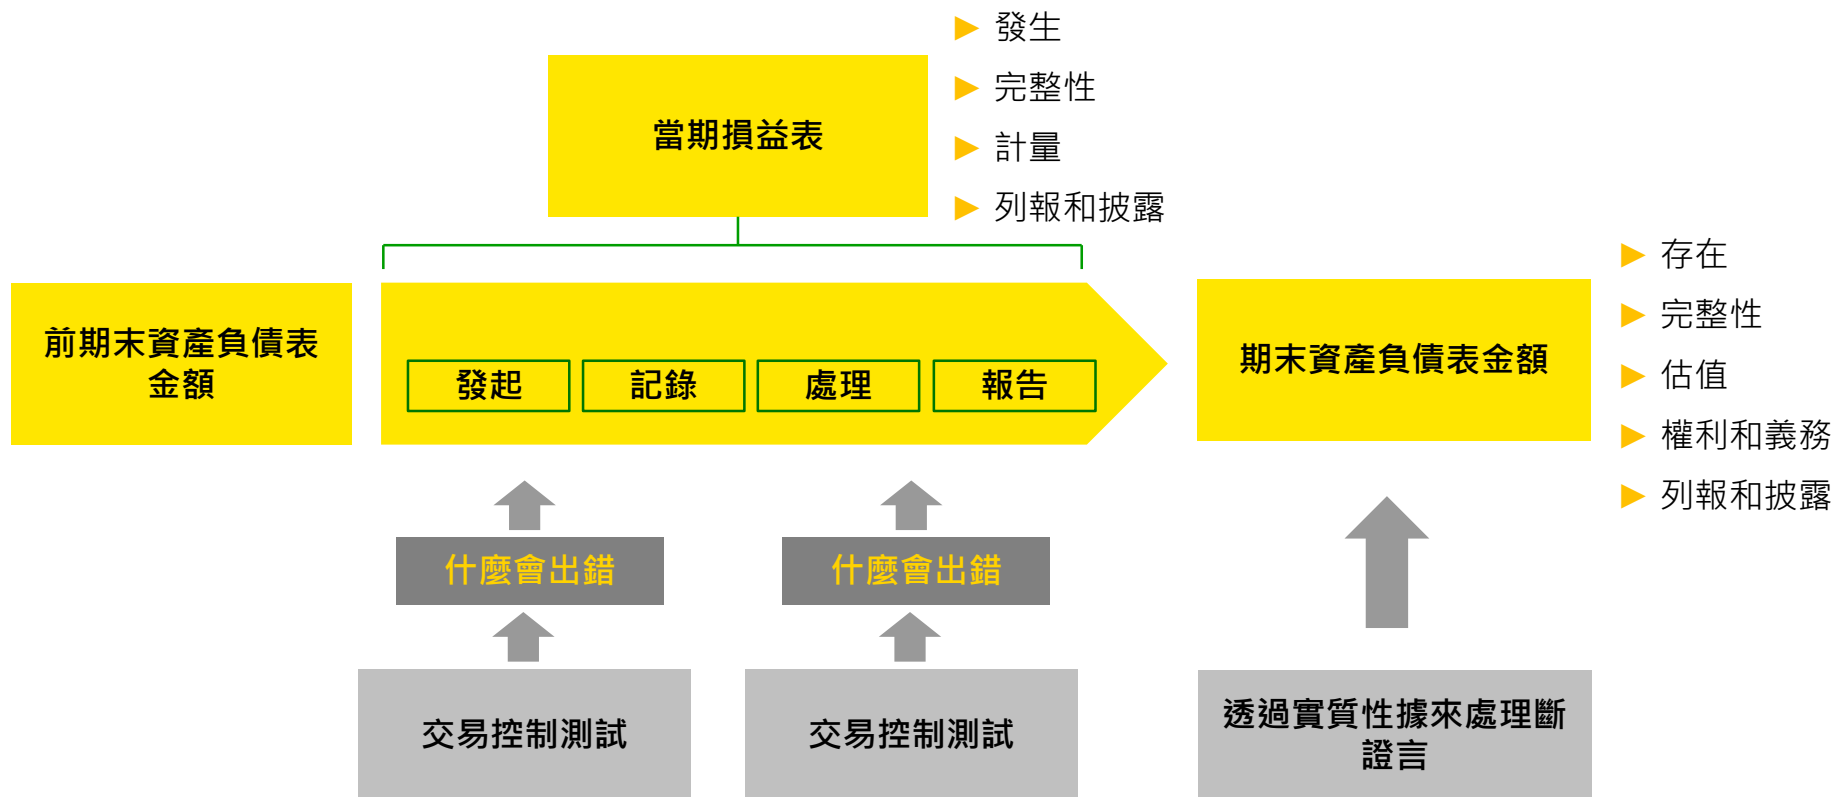 發生
完整性
計量
列報和披露
當期損益表
前期末資產負債表
金額
發起
記錄
處理
報告
期末資產負債表金額
存在
完整性
估值
權利和義務
列報和披露
什麼會出錯
什麼會出錯
交易控制測試
交易控制測試
透過實質性據來處理斷
證言